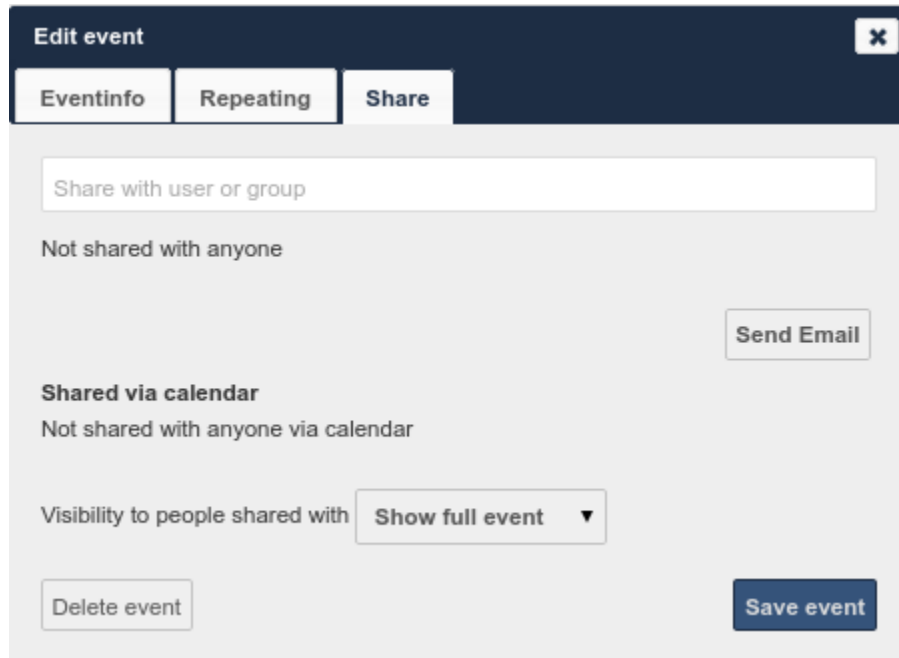 Edit event
Eventinfo Repeating Share
Share with user or group
Not shared with anyone
Send Email
Shared via calendar
Not shared with anyone via calendar
Visibility to people shared with Show full event
Delete event Save event